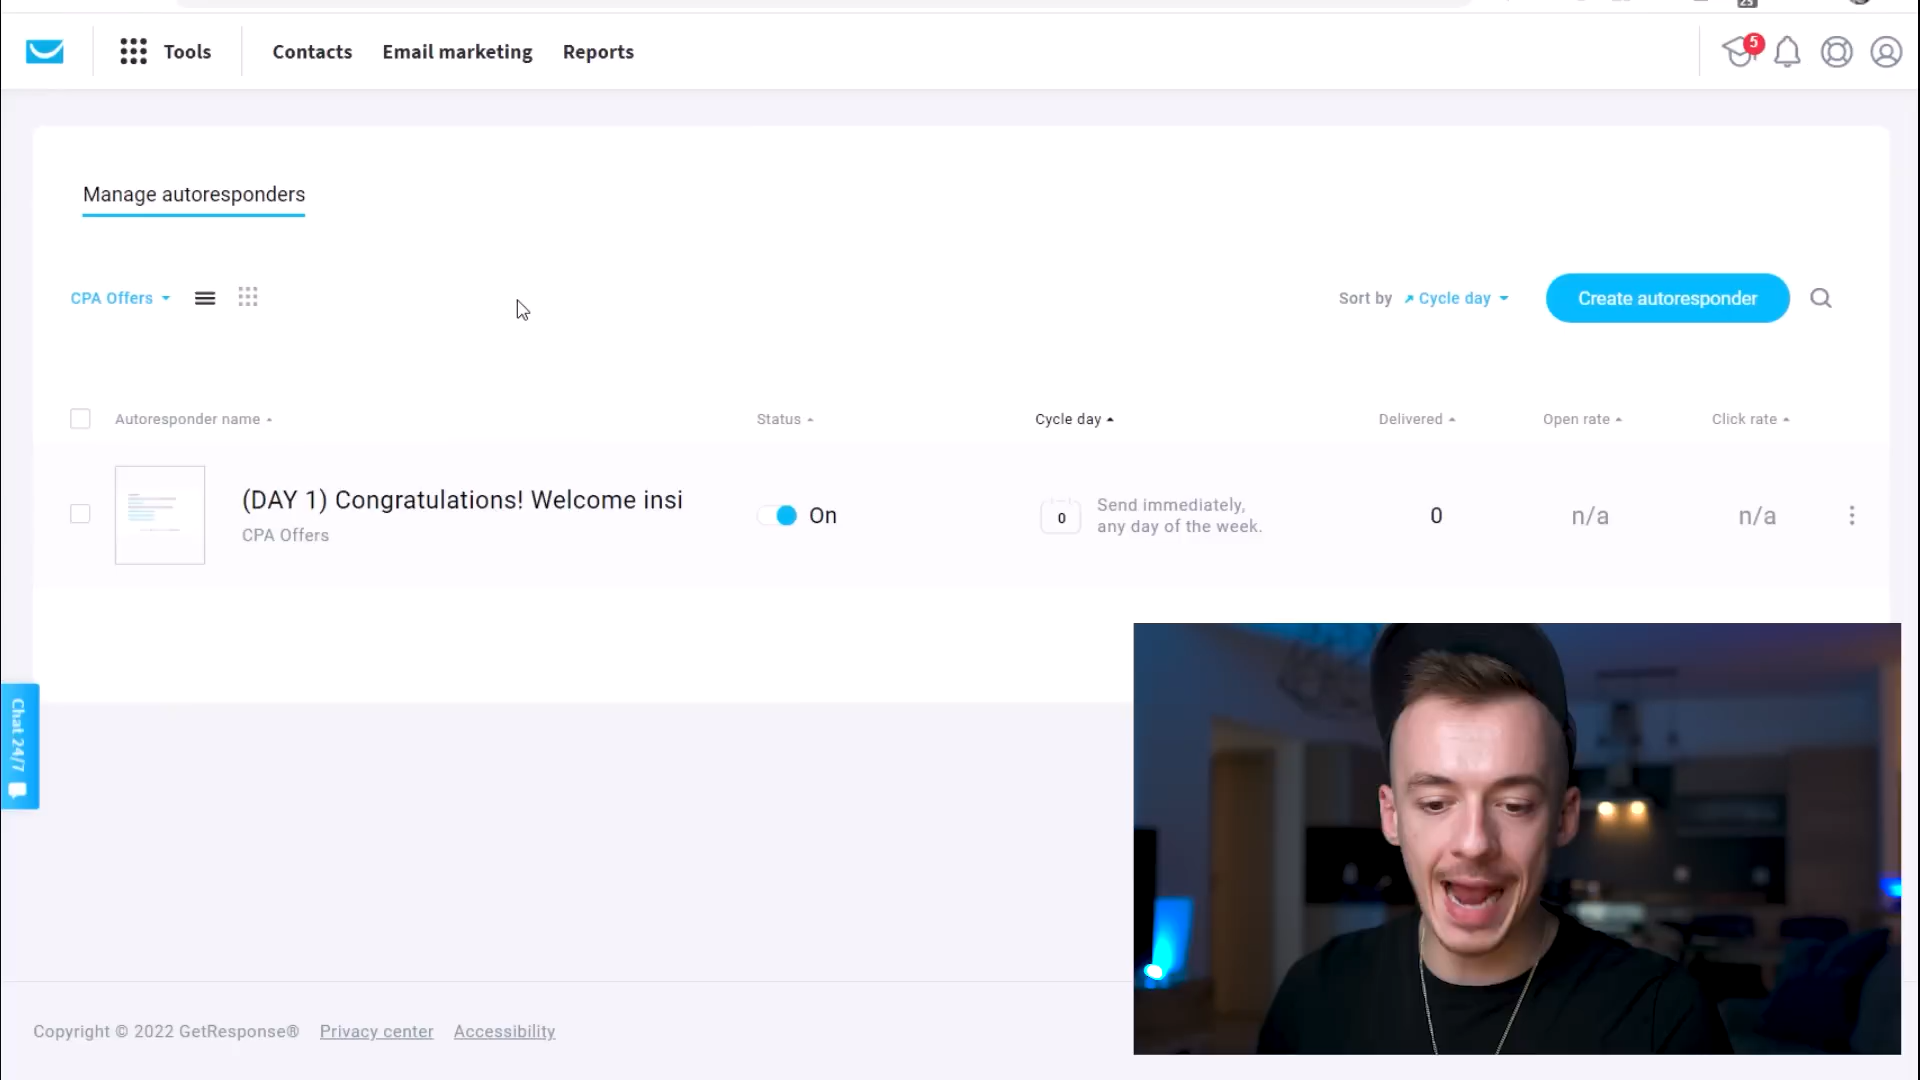 23
Tools
Contacts
Email marketing
Reports
5
Manage autoresponders
CPA Offers
Sort by
Cycle day
Create autoresponder
Autoresponder name
Status
Cycle day
Delivered
Open rate
Click rate
(DAY 1) Congratulations! Welcome insi
CPA Offers
On
0
Send immediately,
any day of the week.
0
n/a
n/a
Chat 24/7
Copyright © 2022 GetResponse®
Privacy center
Accessibility